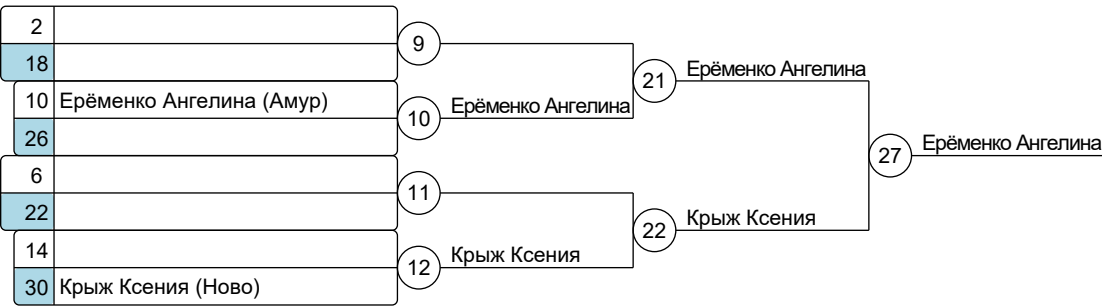 2
9
18
21 Ерёменко Ангелина
10 Ерёменко Ангелина (Амур)
10 Ерёменко Ангелина
26
27 Ерёменко Ангелина
6
11
22
22 Крыж Ксения
14
12 Крыж Ксения
30 Крыж Ксения (Ново)